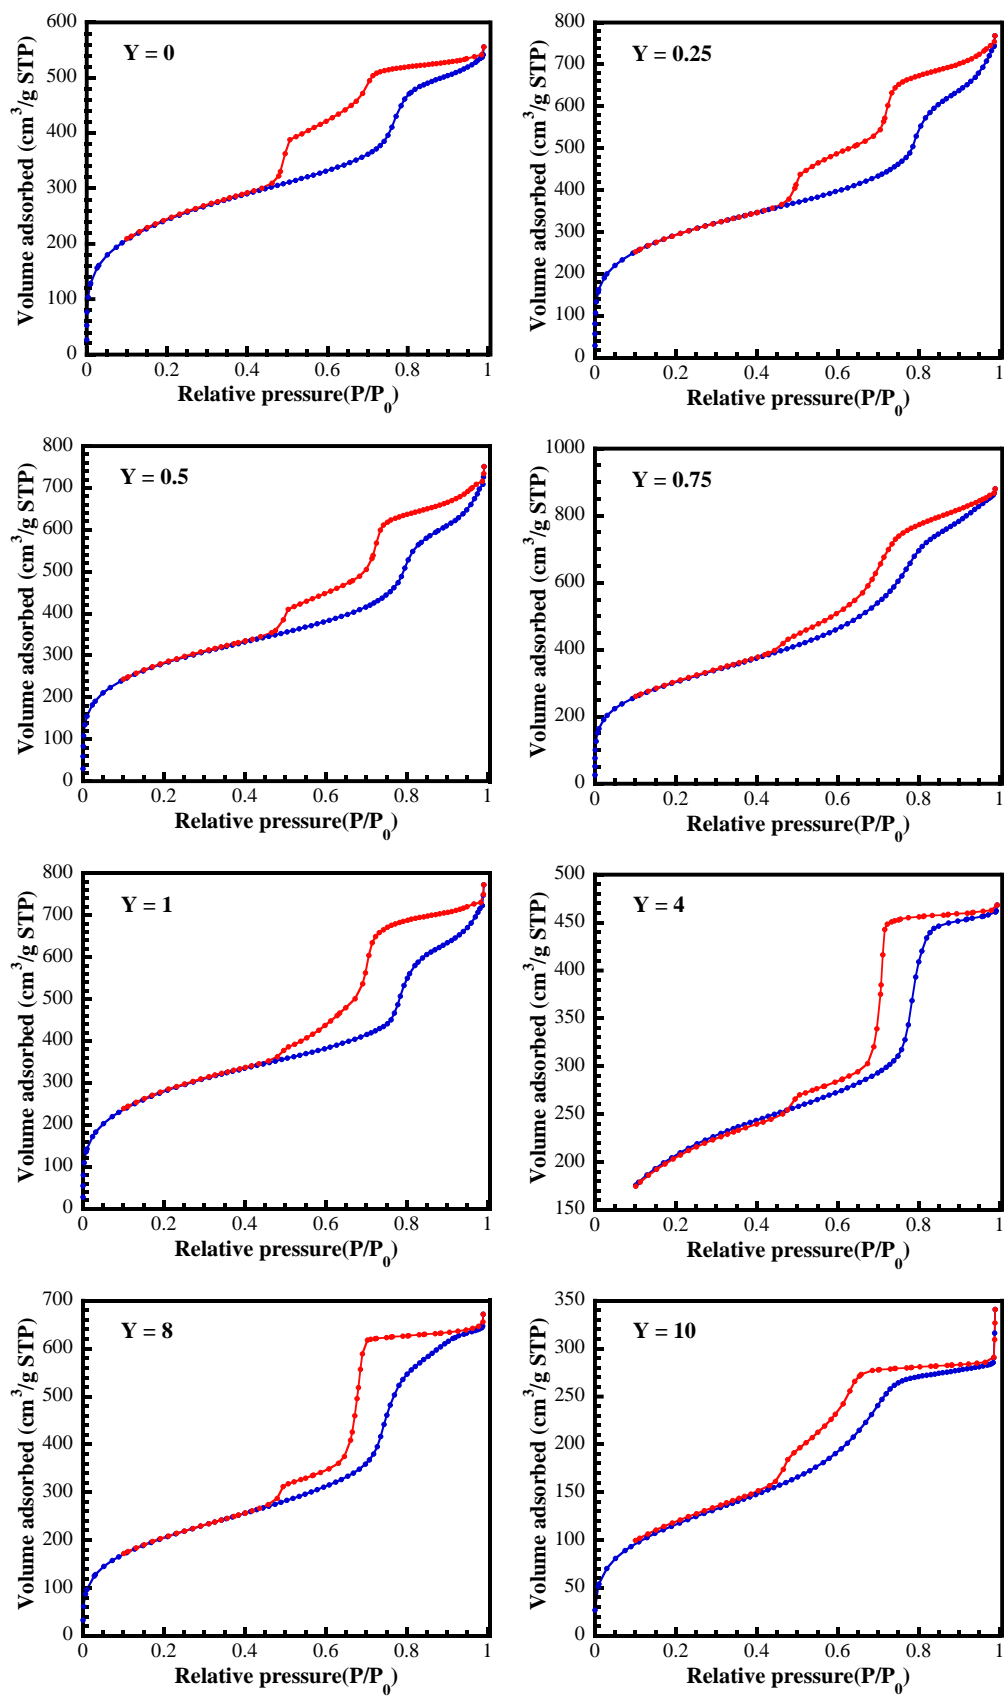 Y = 0
Volume adsorbed (cm³/g STP)
600
500
400
300
200
100
0
0 0.2 0.4 0.6 0.8 1
Relative pressure(P/P₀)
Y = 0.25
Volume adsorbed (cm³/g STP)
800
700
600
500
400
300
200
100
0
0 0.2 0.4 0.6 0.8 1
Relative pressure(P/P₀)
Y = 0.5
Volume adsorbed (cm³/g STP)
800
700
600
500
400
300
200
100
0
0 0.2 0.4 0.6 0.8 1
Relative pressure(P/P₀)
Y = 0.75
Volume adsorbed (cm³/g STP)
1000
800
600
400
200
0
0 0.2 0.4 0.6 0.8 1
Relative pressure(P/P₀)
Y = 1
Volume adsorbed (cm³/g STP)
800
700
600
500
400
300
200
100
0
0 0.2 0.4 0.6 0.8 1
Relative pressure(P/P₀)
Y = 4
Volume adsorbed (cm³/g STP)
500
450
400
350
300
250
200
150
0 0.2 0.4 0.6 0.8 1
Relative pressure(P/P₀)
Y = 8
Volume adsorbed (cm³/g STP)
700
600
500
400
300
200
100
0
0 0.2 0.4 0.6 0.8 1
Relative pressure(P/P₀)
Y = 10
Volume adsorbed (cm³/g STP)
350
300
250
200
150
100
50
0
0 0.2 0.4 0.6 0.8 1
Relative pressure(P/P₀)